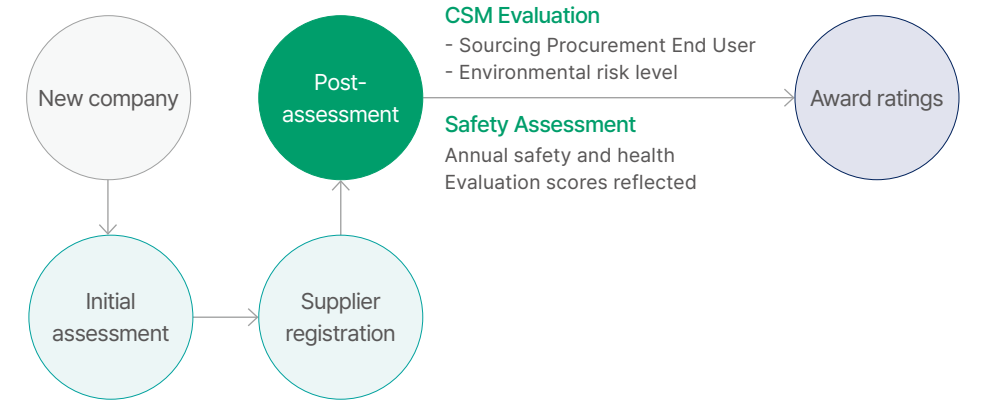 New company
Initial
assessment
Supplier
registration
Post-
assessment
CSM Evaluation
- Sourcing Procurement End User
- Environmental risk level
Safety Assessment
Annual safety and health
Evaluation scores reflected
Award ratings